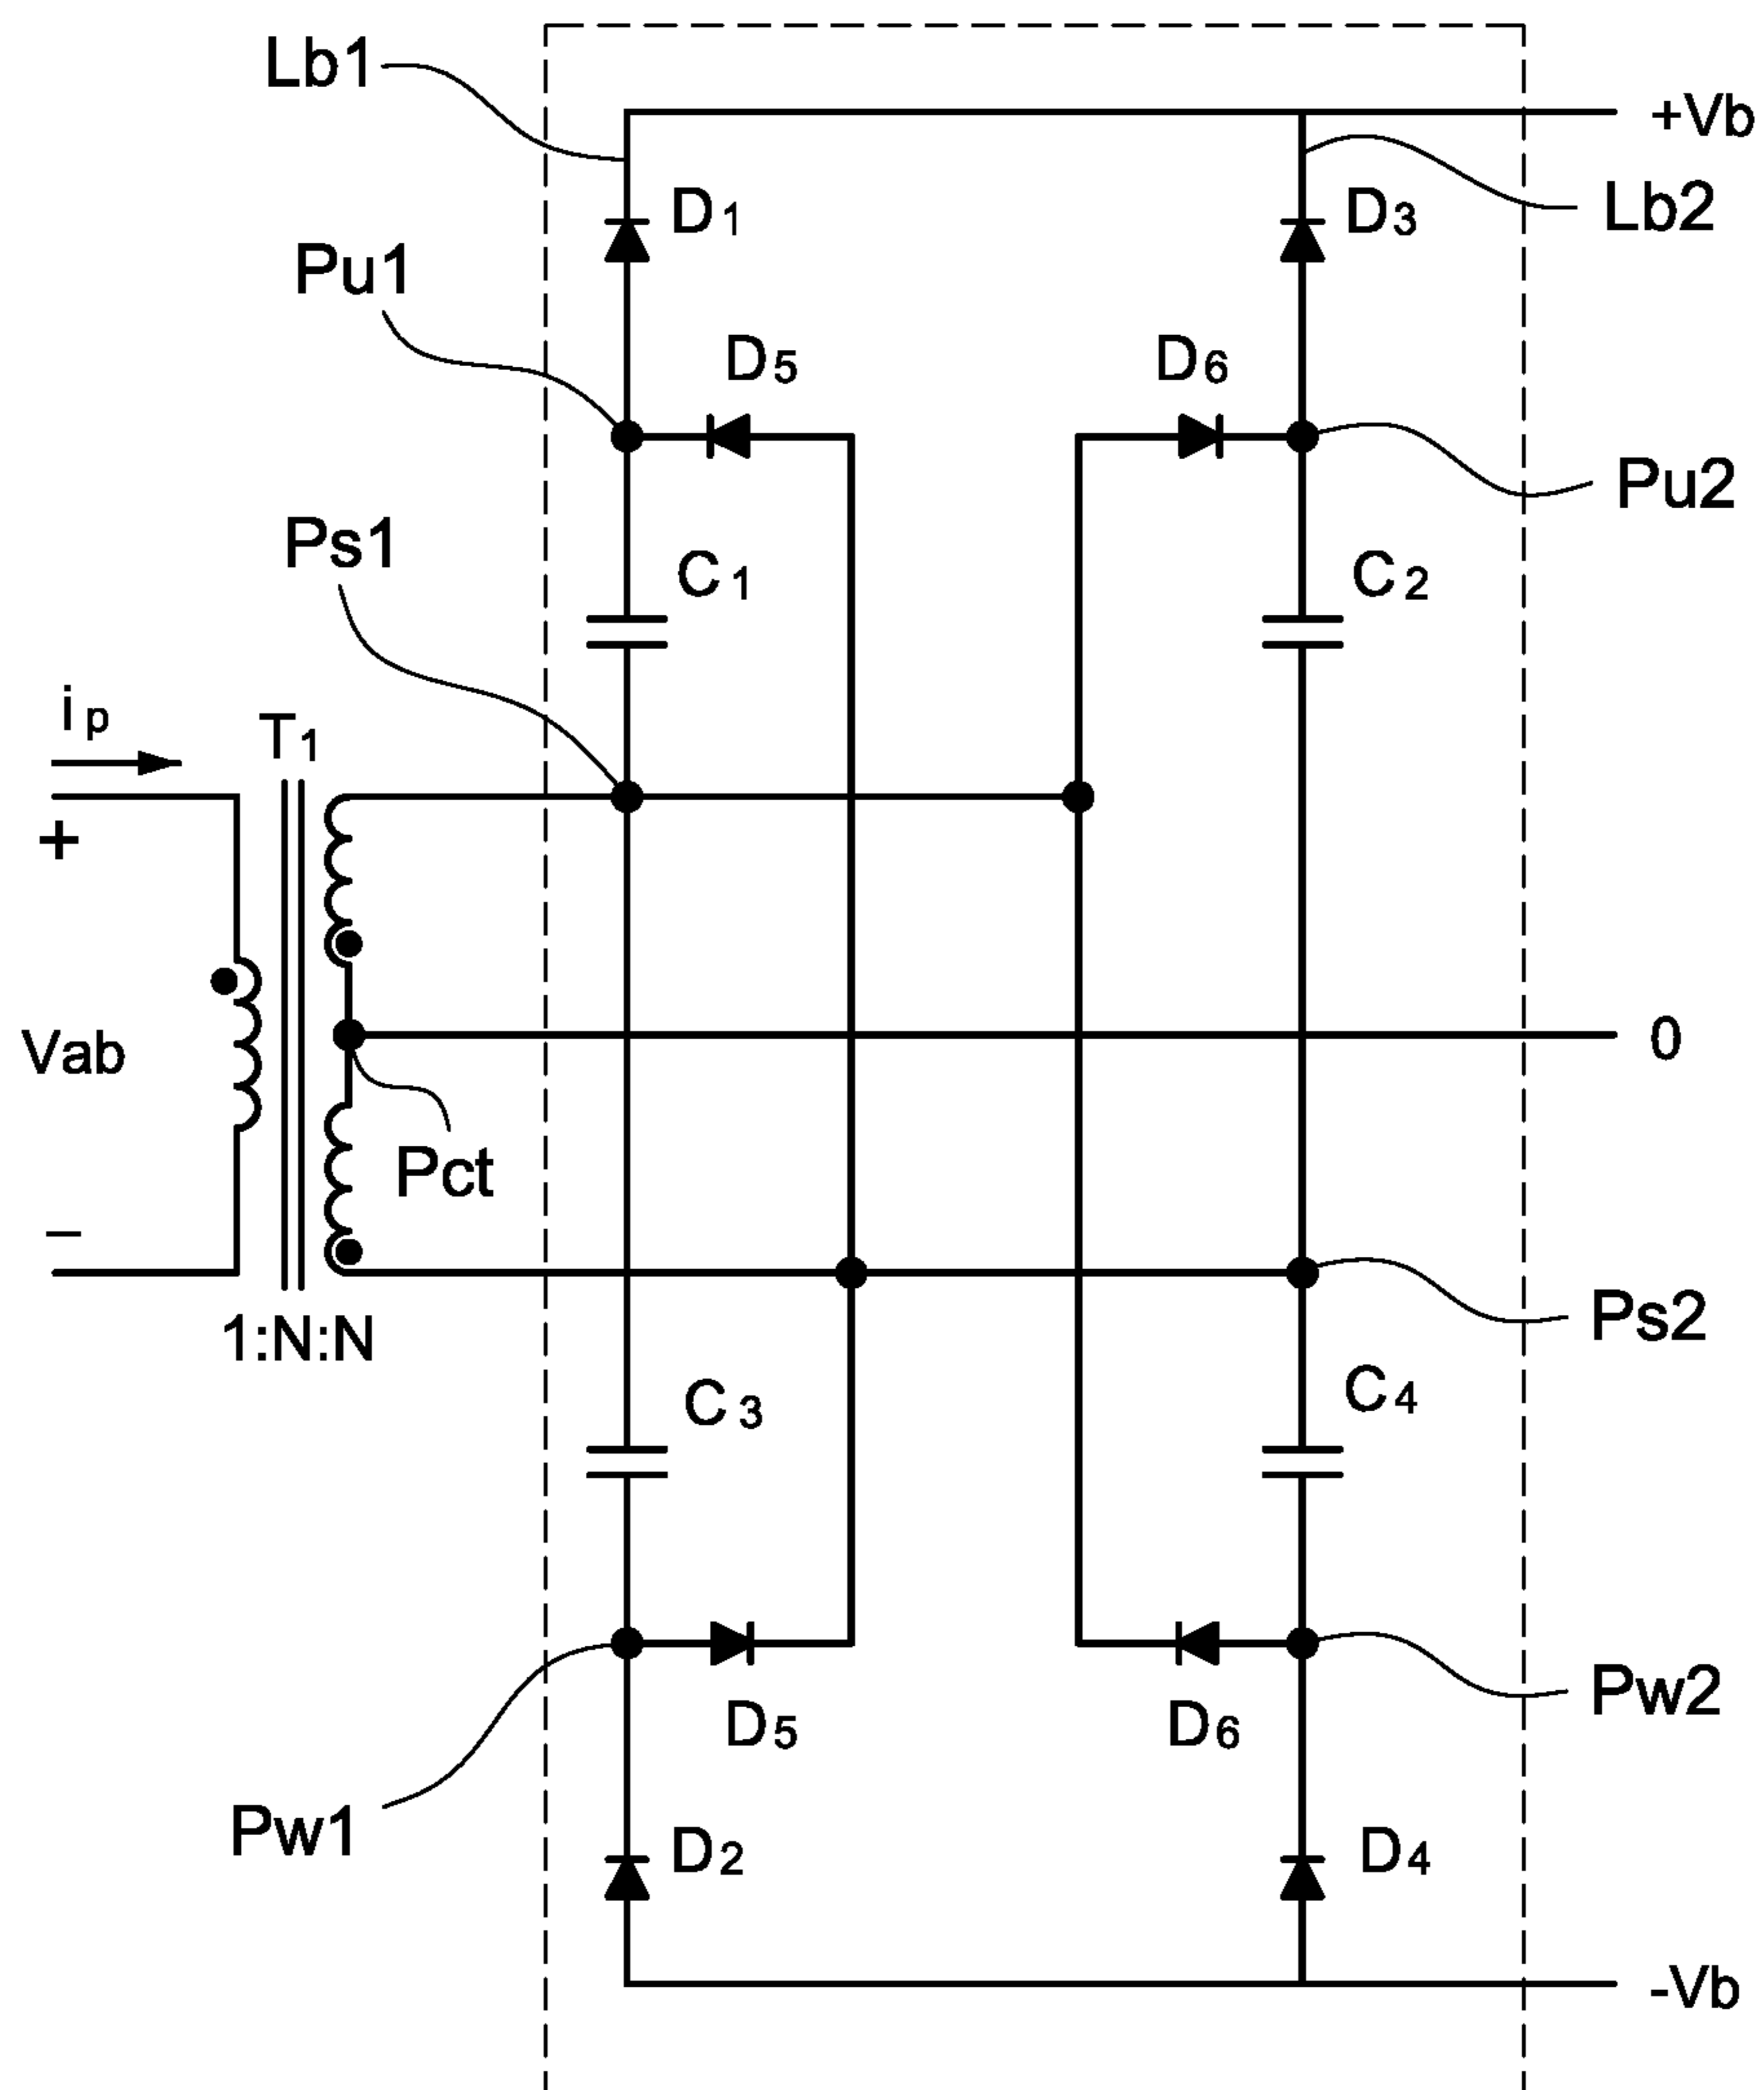 Lb1
+Vb
D1
D3
Lb2
Pu1
D5
D6
Pu2
Ps1
C1
C2
ip
T1
+
Vab
0
Pct
–
1:N:N
Ps2
C3
C4
Pw2
D5
D6
Pw1
D2
D4
-Vb